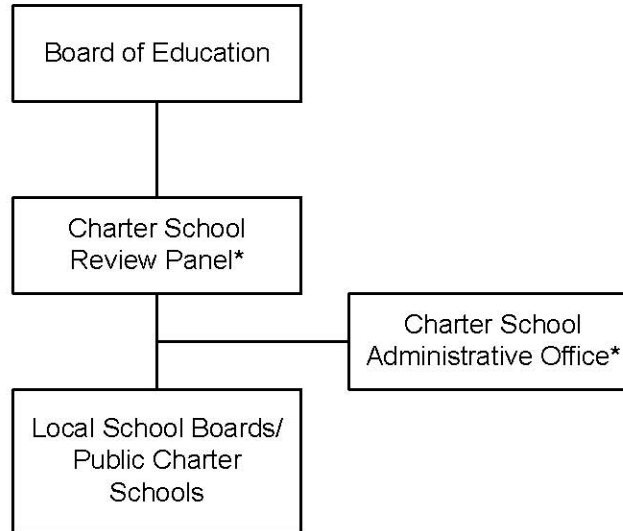 Board of Education
Charter School
Review Panel*
Charter School
Administrative Office*
Local School Boards/
Public Charter
Schools